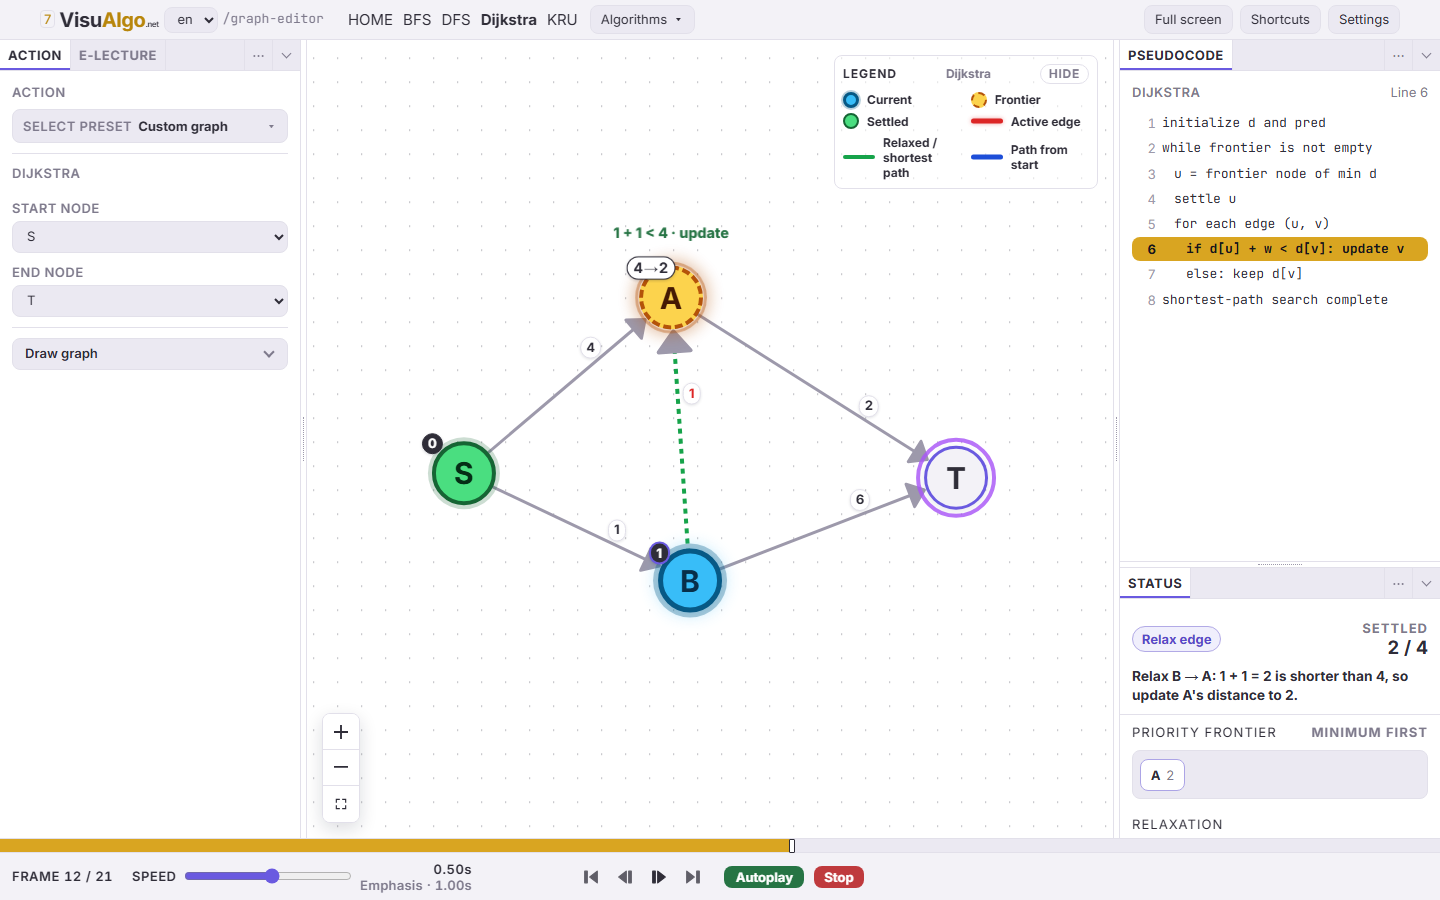 7 VisuAlgo.net en /graph-editor HOME BFS DFS Dijkstra KRU Algorithms Full screen Shortcuts Settings
ACTION E-LECTURE
ACTION
SELECT PRESET Custom graph
DIJKSTRA
START NODE
S
END NODE
T
Draw graph
LEGEND Dijkstra HIDE
Current Frontier
Settled Active edge
Relaxed /
shortest
path
Path from
start
1 + 1 < 4 · update
4→2
A
4
1
2
0
S
T
6
1
1
B
PSEUDOCODE
DIJKSTRA Line 6
1 initialize d and pred
2 while frontier is not empty
3 u = frontier node of min d
4 settle u
5 for each edge (u, v)
6 if d[u] + w < d[v]: update v
7 else: keep d[v]
8 shortest-path search complete
STATUS
Relax edge SETTLED
2 / 4
Relax B → A: 1 + 1 = 2 is shorter than 4, so
update A's distance to 2.
PRIORITY FRONTIER MINIMUM FIRST
A 2
RELAXATION
FRAME 12 / 21 SPEED 0.50s
Emphasis · 1.00s
Autoplay Stop